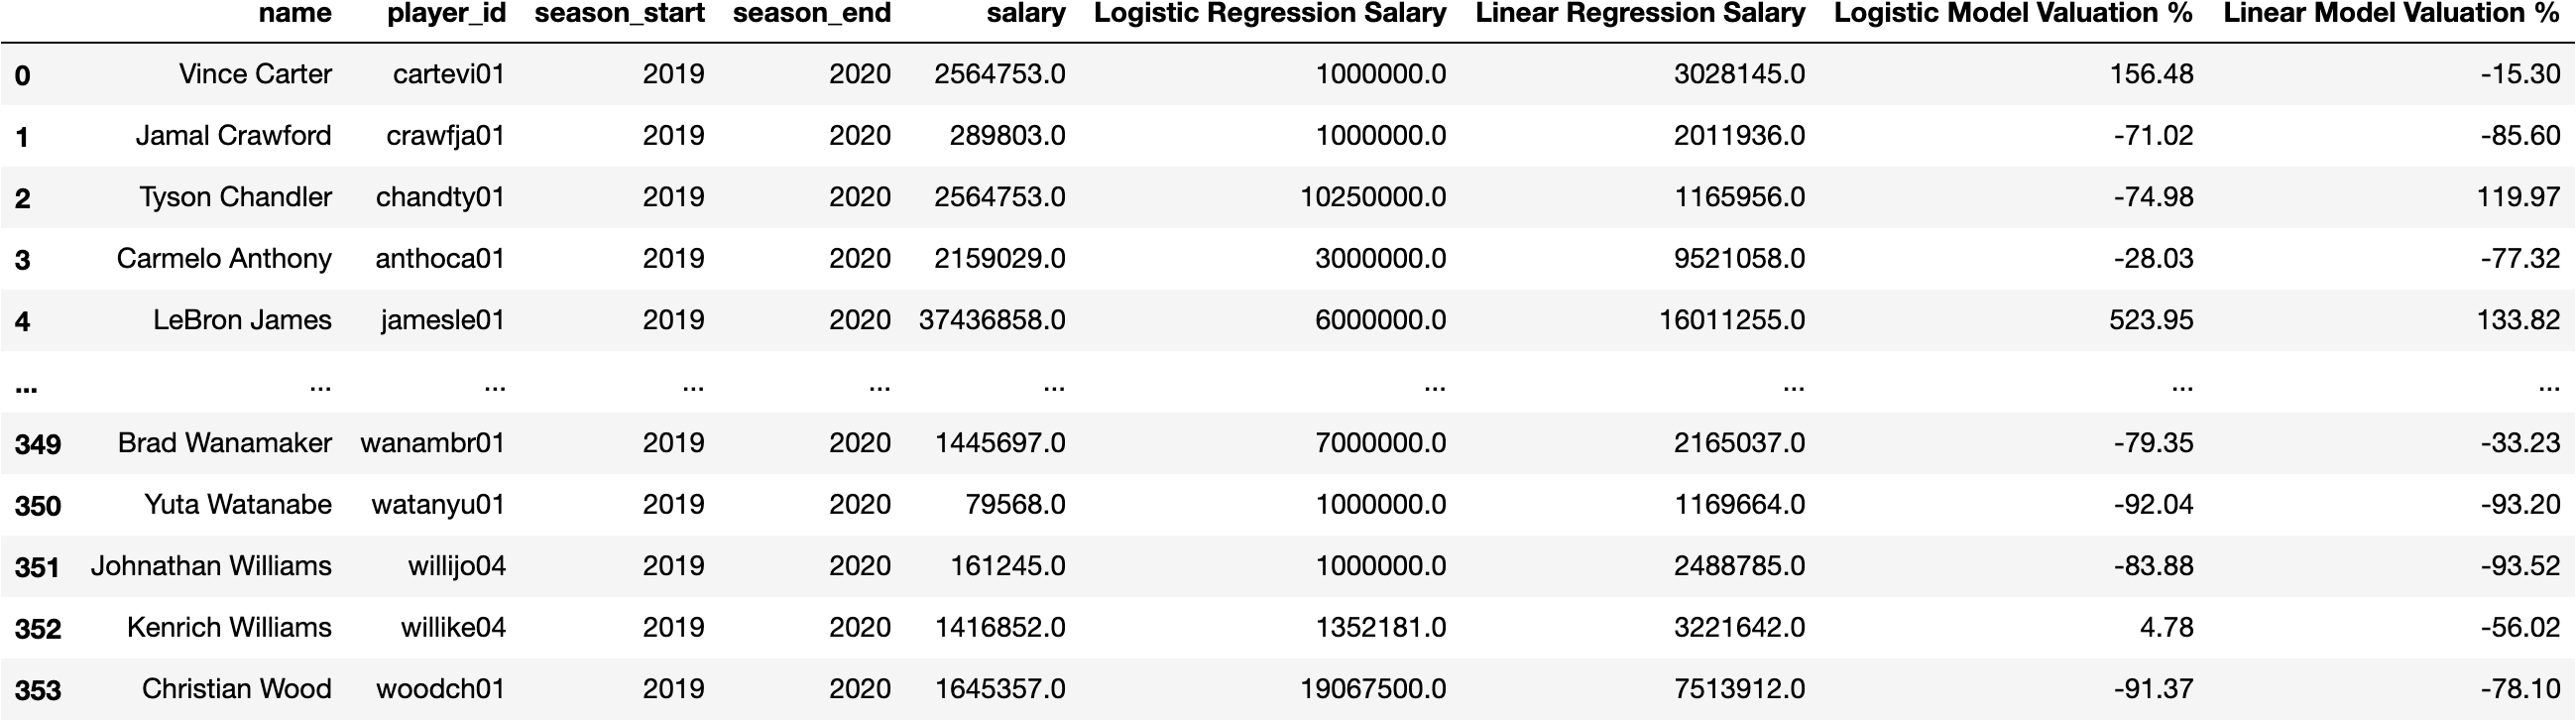 name player_id season_start season_end salary Logistic Regression Salary Linear Regression Salary Logistic Model Valuation % Linear Model Valuation %
0 Vince Carter cartevi01 2019 2020 2564753.0 1000000.0 3028145.0 156.48 -15.30
1 Jamal Crawford crawfja01 2019 2020 289803.0 1000000.0 2011936.0 -71.02 -85.60
2 Tyson Chandler chandty01 2019 2020 2564753.0 10250000.0 1165956.0 -74.98 119.97
3 Carmelo Anthony anthoca01 2019 2020 2159029.0 3000000.0 9521058.0 -28.03 -77.32
4 LeBron James jamesle01 2019 2020 37436858.0 6000000.0 16011255.0 523.95 133.82
... ... ... ... ... ... ... ... ... ...
349 Brad Wanamaker wanambr01 2019 2020 1445697.0 7000000.0 2165037.0 -79.35 -33.23
350 Yuta Watanabe watanyu01 2019 2020 79568.0 1000000.0 1169664.0 -92.04 -93.20
351 Johnathan Williams willijo04 2019 2020 161245.0 1000000.0 2488785.0 -83.88 -93.52
352 Kenrich Williams willike04 2019 2020 1416852.0 1352181.0 3221642.0 4.78 -56.02
353 Christian Wood woodch01 2019 2020 1645357.0 19067500.0 7513912.0 -91.37 -78.10